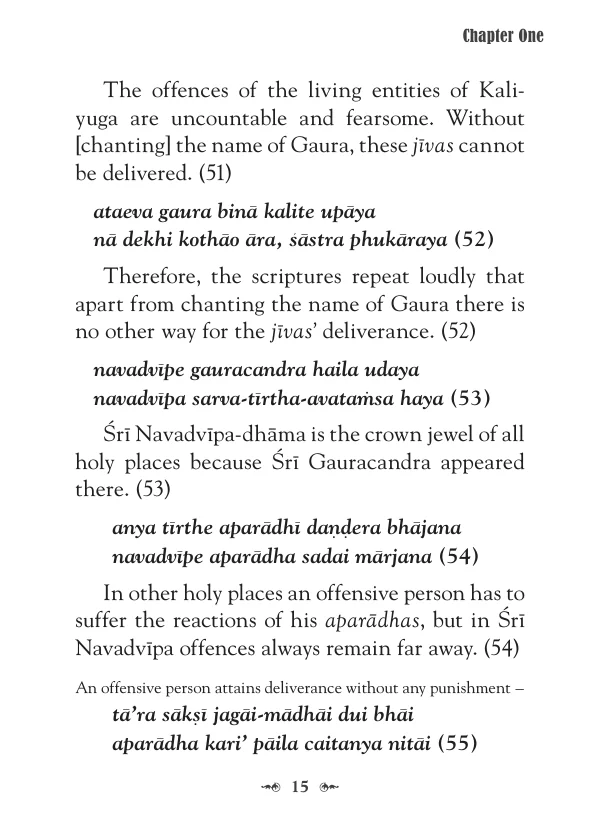 Chapter One
The offences of the living entities of Kali-
yuga are uncountable and fearsome. Without
[chanting] the name of Gaura, these jīvas cannot
be delivered. (51)
ataeva gaura binā kalite upāya
nā dekhi kothāo āra, śāstra phukāraya (52)
Therefore, the scriptures repeat loudly that
apart from chanting the name of Gaura there is
no other way for the jīvas’ deliverance. (52)
navadvīpe gauracandra haila udaya
navadvīpa sarva-tīrtha-avataṁsa haya (53)
Śrī Navadvīpa-dhāma is the crown jewel of all
holy places because Śrī Gauracandra appeared
there. (53)
anya tīrthe aparādhī daṇḍera bhājana
navadvīpe aparādha sadai mārjana (54)
In other holy places an offensive person has to
suffer the reactions of his aparādhas, but in Śrī
Navadvīpa offences always remain far away. (54)
An offensive person attains deliverance without any punishment –
tā’ra sākṣī jagāi-mādhāi dui bhāi
aparādha kari’ pāila caitanya nitāi (55)
15